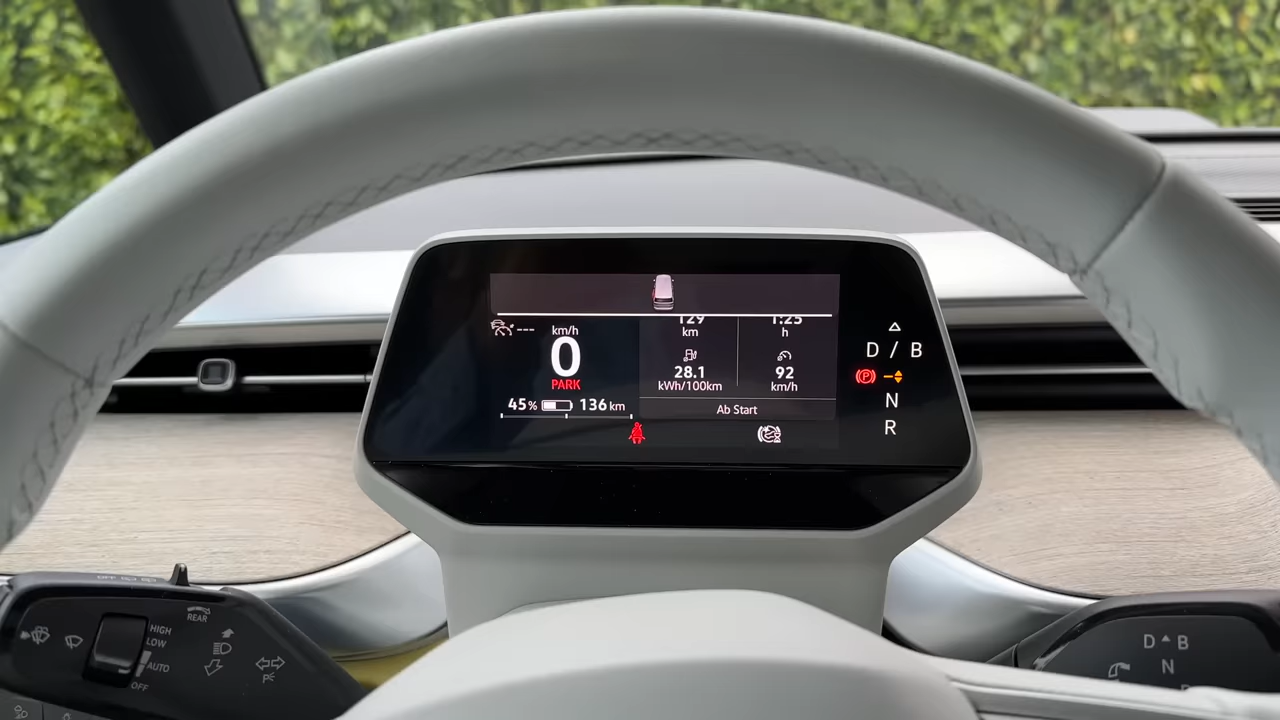 129 1:25
km h
--- km/h
0
PARK
28.1 92
kWh/100km km/h
45% 136 km
Ab Start
D / B
P
N
R
OFF
REAR
HIGH
LOW
AUTO
OFF
P
D B
N